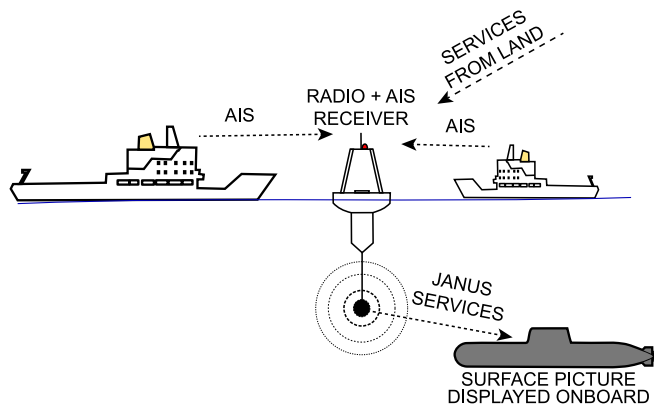 SERVICES
FROM LAND
RADIO + AIS
RECEIVER
AIS
AIS
JANUS
SERVICES
SURFACE PICTURE
DISPLAYED ONBOARD